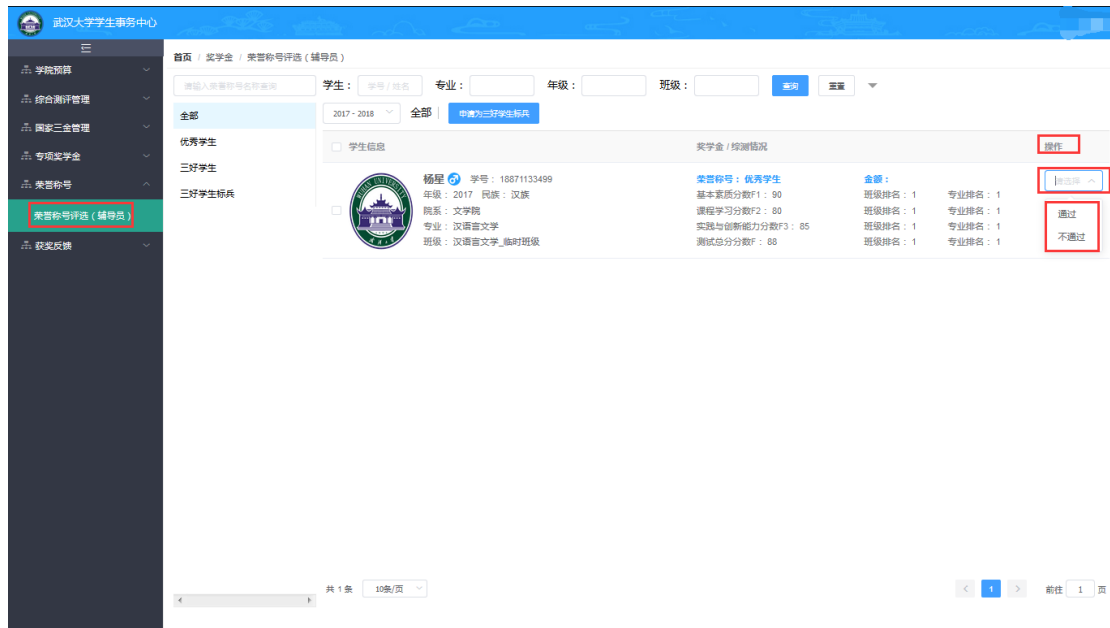 武汉大学学生事务中心
学院预算
综合测评管理
国家三金管理
专项奖学金
荣誉称号
荣誉称号评选（辅导员）
获奖反馈
首页 / 奖学金 / 荣誉称号评选（辅导员）
请输入荣誉称号名称查询 学生： 学号/姓名 专业： 年级： 班级： 查询 重置
全部
优秀学生
三好学生
三好学生标兵
2017 - 2018 全部 申请为三好学生标兵
学生信息 奖学金 / 综测情况 操作
杨星 学号： 18871133499
年级： 2017 民族： 汉族
院系： 文学院
专业： 汉语言文学
班级： 汉语言文学_临时班级
荣誉称号： 优秀学生 金额：
基本素质分数F1： 90 班级排名： 1 专业排名： 1
课程学习分数F2： 80 班级排名： 1 专业排名： 1
实践与创新能力分数F3： 85 班级排名： 1 专业排名： 1
测试总分分数F： 88 班级排名： 1 专业排名： 1
请选择
通过
不通过
共 1 条 10条/页 1 前往 1 页